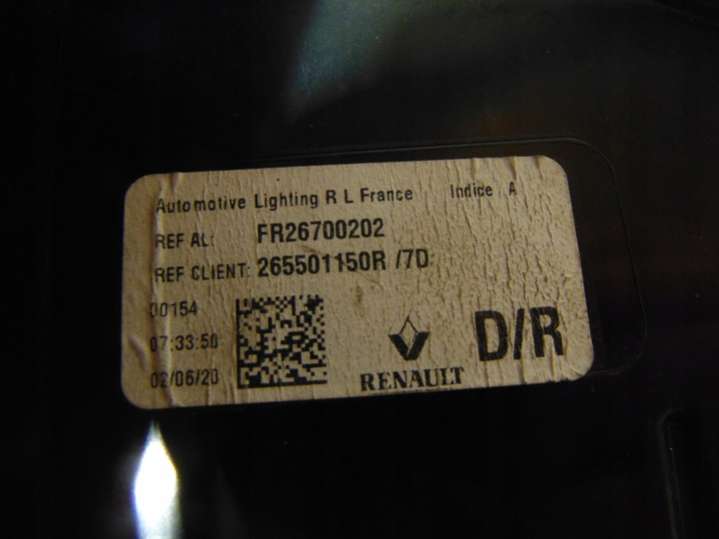 Automotive Lighting R L France Indice : A
REF AL: FR26700202
REF CLIENT: 265501150R /7D
00154
07:33:50
02/06/20
RENAULT
D/R